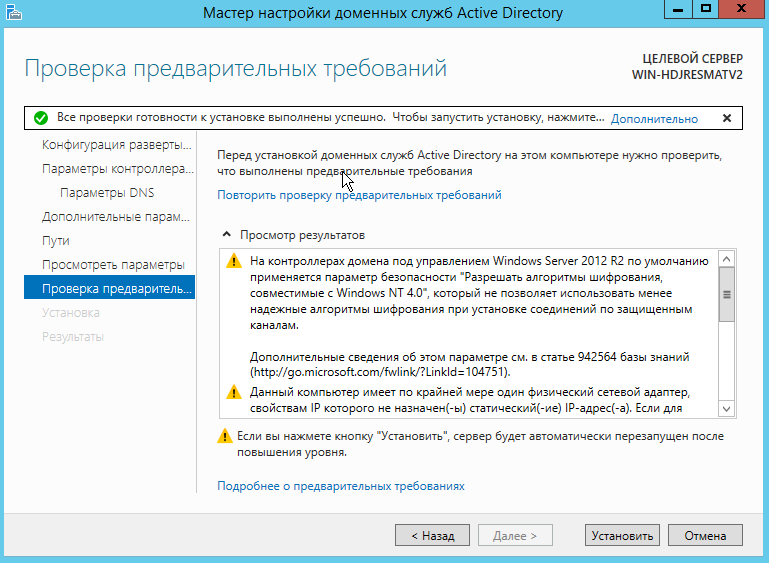 Мастер настройки доменных служб Active Directory
Проверка предварительных требований
ЦЕЛЕВОЙ СЕРВЕР
WIN-HDJRESMATV2
Все проверки готовности к установке выполнены успешно. Чтобы запустить установку, нажмите... Дополнительно
Конфигурация разверты...
Параметры контроллера...
Параметры DNS
Дополнительные парам...
Пути
Просмотреть параметры
Проверка предваритель...
Установка
Результаты
Перед установкой доменных служб Active Directory на этом компьютере нужно проверить,
что выполнены предварительные требования
Повторить проверку предварительных требований
Просмотр результатов
На контроллерах домена под управлением Windows Server 2012 R2 по умолчанию
применяется параметр безопасности "Разрешать алгоритмы шифрования,
совместимые с Windows NT 4.0", который не позволяет использовать менее
надежные алгоритмы шифрования при установке соединений по защищенным
каналам.
Дополнительные сведения об этом параметре см. в статье 942564 базы знаний
(http://go.microsoft.com/fwlink/?LinkId=104751).
Данный компьютер имеет по крайней мере один физический сетевой адаптер,
свойствам IP которого не назначен(-ы) статический(-ие) IP-адрес(-а). Если для
Если вы нажмете кнопку "Установить", сервер будет автоматически перезапущен после
повышения уровня.
Подробнее о предварительных требованиях
< Назад
Далее >
Установить
Отмена